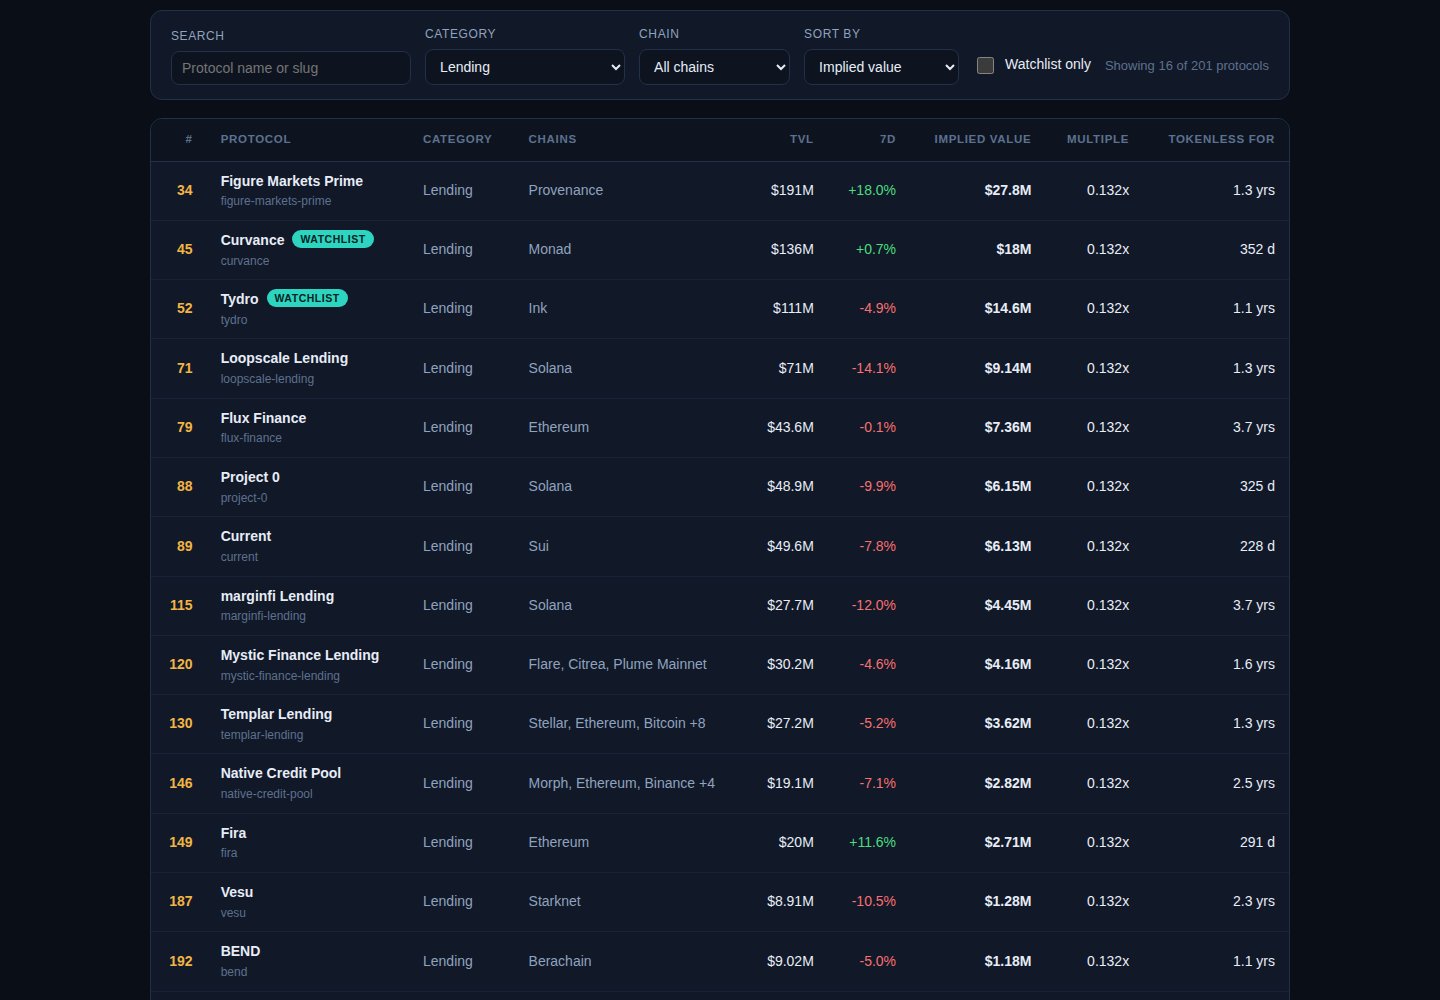 SEARCH CATEGORY CHAIN SORT BY
Protocol name or slug Lending All chains Implied value Watchlist only Showing 16 of 201 protocols
# PROTOCOL CATEGORY CHAINS TVL 7D IMPLIED VALUE MULTIPLE TOKENLESS FOR
34 Figure Markets Prime Lending Provenance $191M +18.0% $27.8M 0.132x 1.3 yrs
figure-markets-prime
45 Curvance WATCHLIST Lending Monad $136M +0.7% $18M 0.132x 352 d
curvance
52 Tydro WATCHLIST Lending Ink $111M -4.9% $14.6M 0.132x 1.1 yrs
tydro
71 Loopscale Lending Lending Solana $71M -14.1% $9.14M 0.132x 1.3 yrs
loopscale-lending
79 Flux Finance Lending Ethereum $43.6M -0.1% $7.36M 0.132x 3.7 yrs
flux-finance
88 Project 0 Lending Solana $48.9M -9.9% $6.15M 0.132x 325 d
project-0
89 Current Lending Sui $49.6M -7.8% $6.13M 0.132x 228 d
current
115 marginfi Lending Lending Solana $27.7M -12.0% $4.45M 0.132x 3.7 yrs
marginfi-lending
120 Mystic Finance Lending Lending Flare, Citrea, Plume Mainnet $30.2M -4.6% $4.16M 0.132x 1.6 yrs
mystic-finance-lending
130 Templar Lending Lending Stellar, Ethereum, Bitcoin +8 $27.2M -5.2% $3.62M 0.132x 1.3 yrs
templar-lending
146 Native Credit Pool Lending Morph, Ethereum, Binance +4 $19.1M -7.1% $2.82M 0.132x 2.5 yrs
native-credit-pool
149 Fira Lending Ethereum $20M +11.6% $2.71M 0.132x 291 d
fira
187 Vesu Lending Starknet $8.91M -10.5% $1.28M 0.132x 2.3 yrs
vesu
192 BEND Lending Berachain $9.02M -5.0% $1.18M 0.132x 1.1 yrs
bend